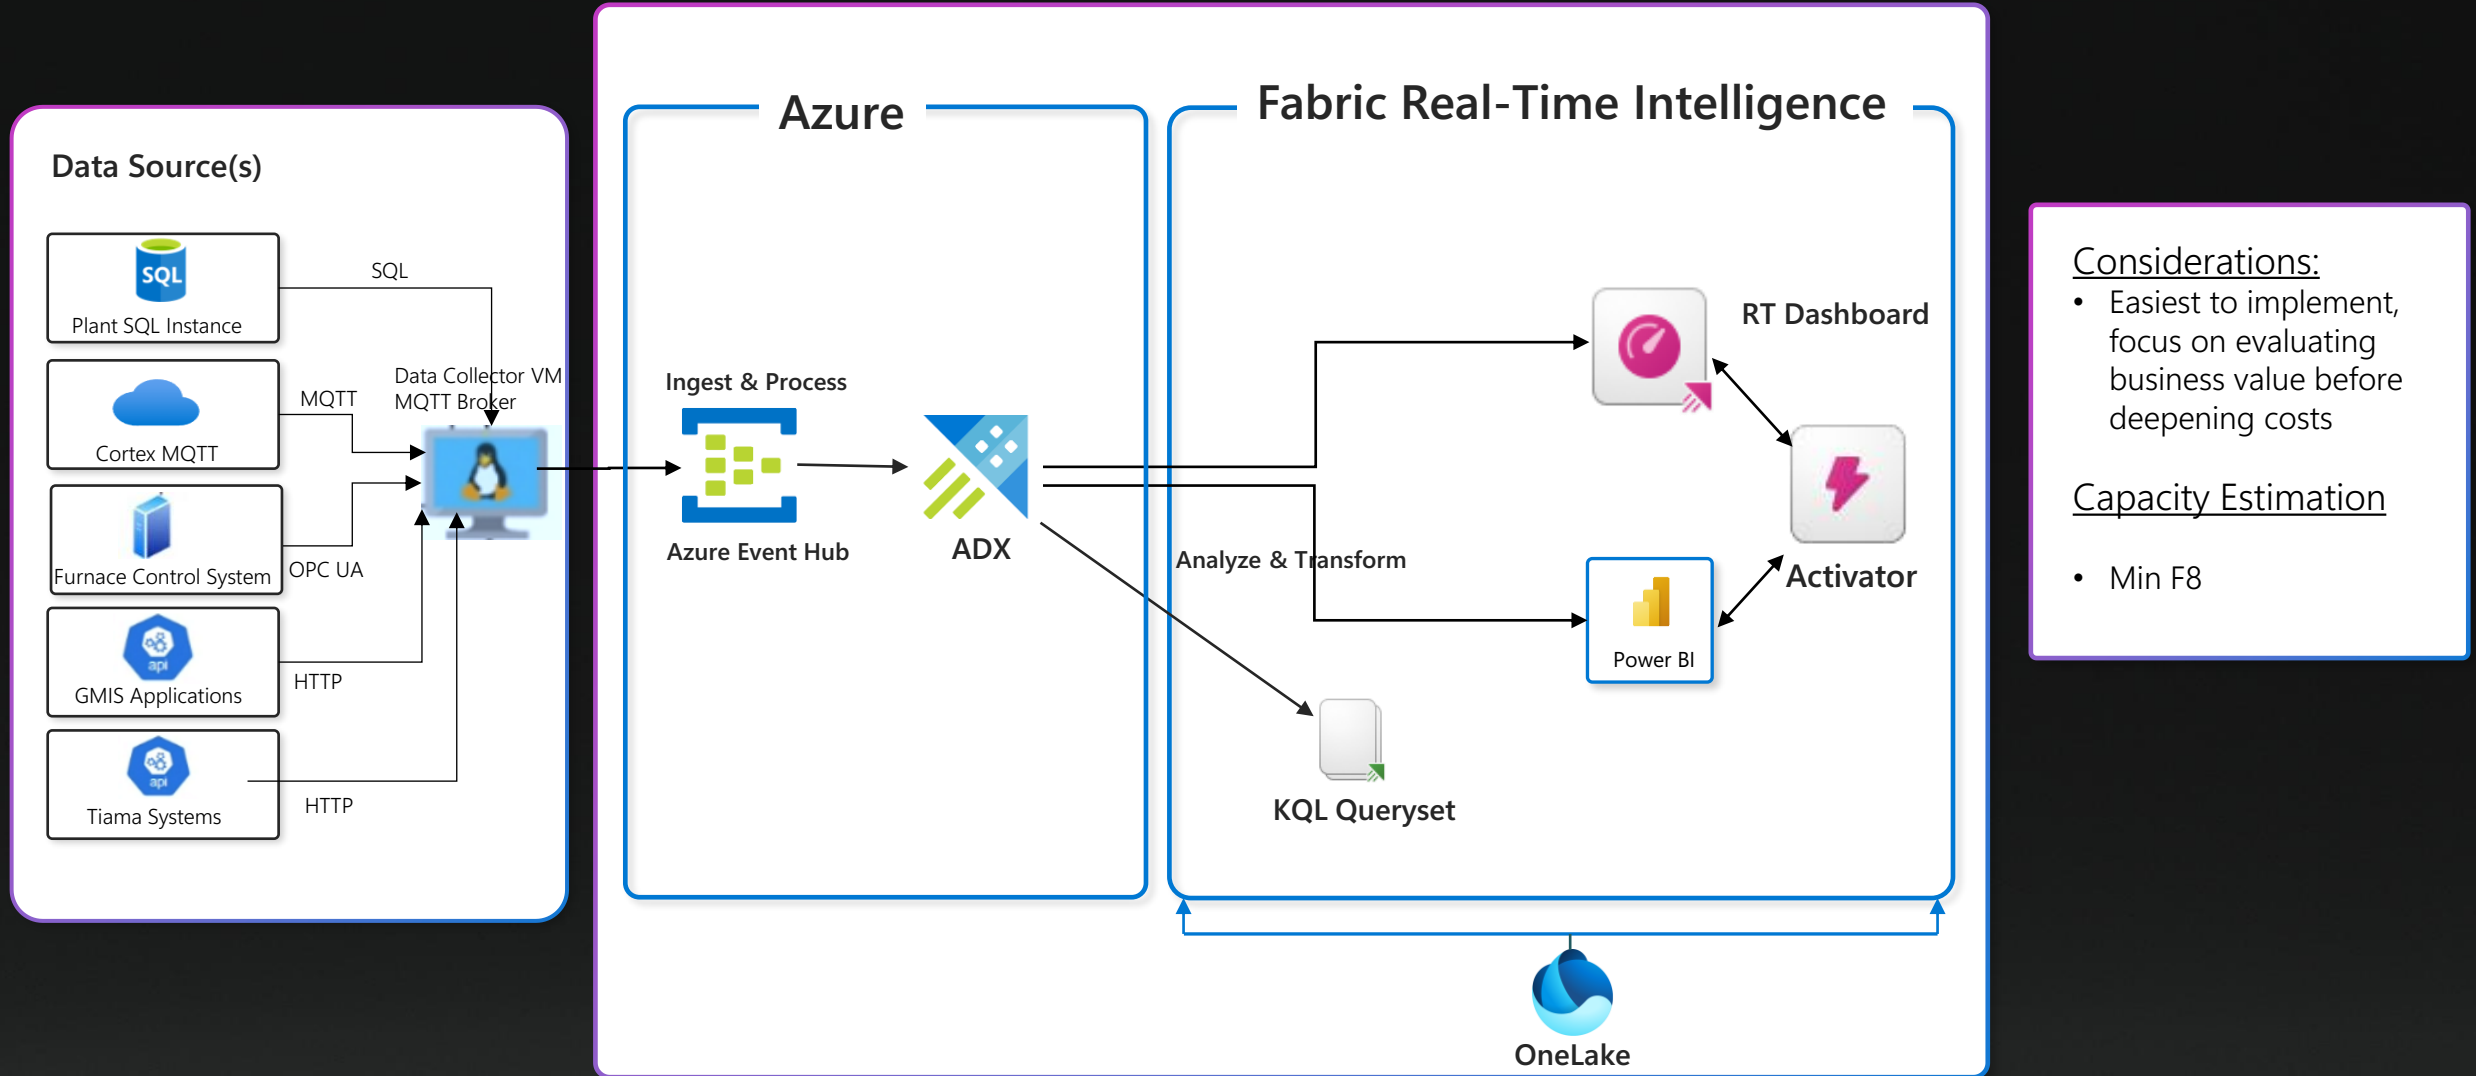 Azure
Fabric Real-Time Intelligence
Data Source(s)
SQL
Plant SQL Instance
SQL
Cortex MQTT
MQTT
Data Collector VM
MQTT Broker
Furnace Control System
OPC UA
api
GMIS Applications
HTTP
api
Tiama Systems
HTTP
Ingest & Process
Azure Event Hub
ADX
Analyze & Transform
RT Dashboard
Activator
Power BI
KQL Queryset
OneLake
Considerations:
• Easiest to implement,
focus on evaluating
business value before
deepening costs
Capacity Estimation
• Min F8